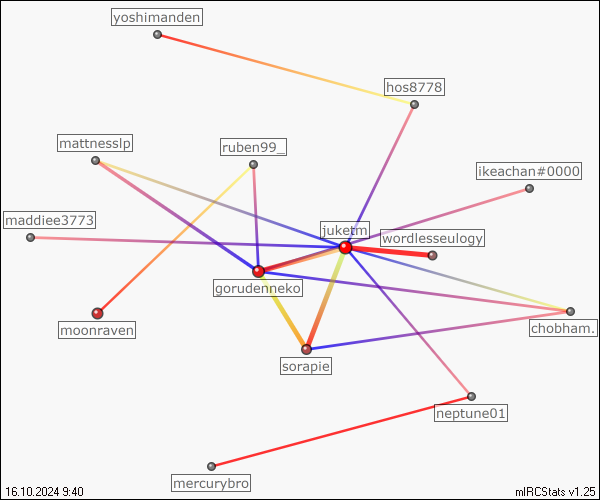 yoshimanden
hos8778
mattnesslp
ruben99_
ikeachan#0000
maddiee3773
juketm
wordlesseulogy
gorudenneko
moonraven
chobham.
sorapie
neptune01
mercurybro
16.10.2024 9:40
mIRCStats v1.25